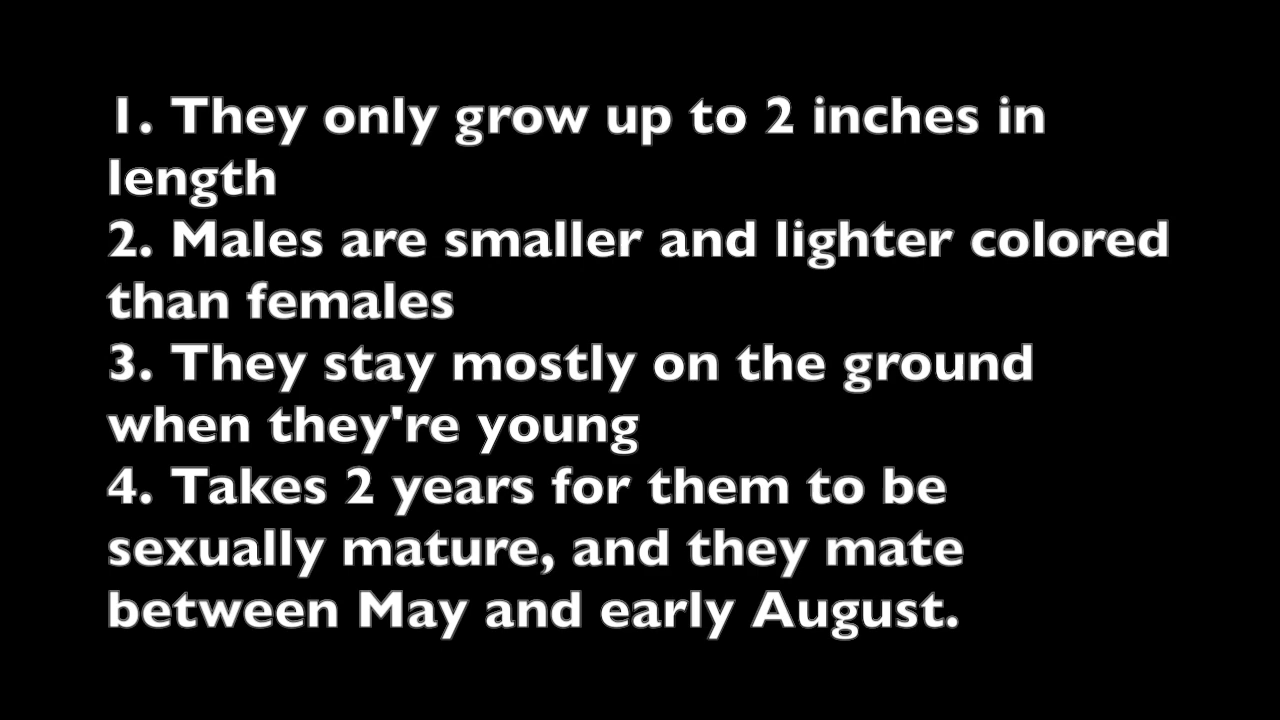 1. They only grow up to 2 inches in
length
2. Males are smaller and lighter colored
than females
3. They stay mostly on the ground
when they're young
4. Takes 2 years for them to be
sexually mature, and they mate
between May and early August.